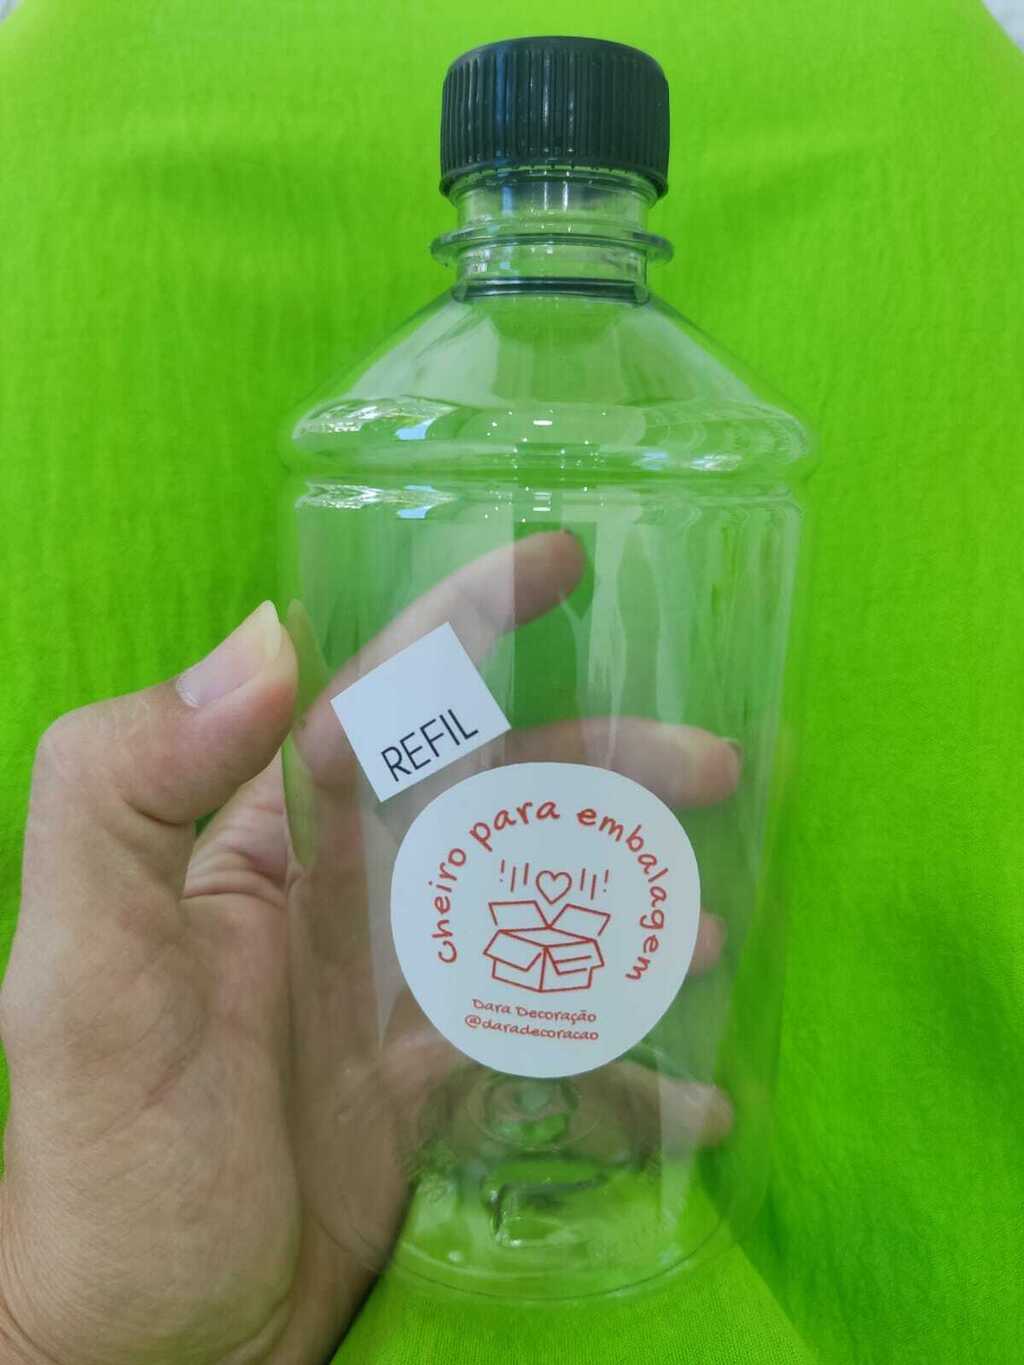 REFIL
Cheiro para embalagem
Dara Decoração
@daradecoracao